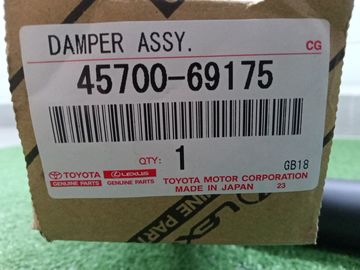 DAMPER ASSY.
CG
45700-69175
QTY: 1
GB18
TOYOTA LEXUS
GENUINE PARTS GENUINE PARTS
TOYOTA MOTOR CORPORATION
MADE IN JAPAN 23